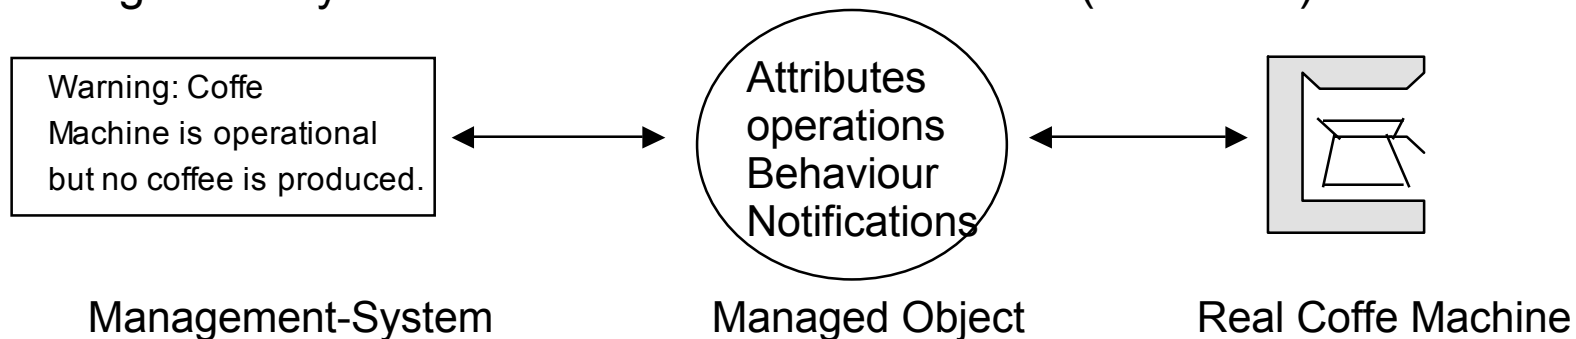 Warning: Coffe
Machine is operational
but no coffee is produced.
Attributes
operations
Behaviour
Notifications
Management-System
Managed Object
Real Coffe Machine